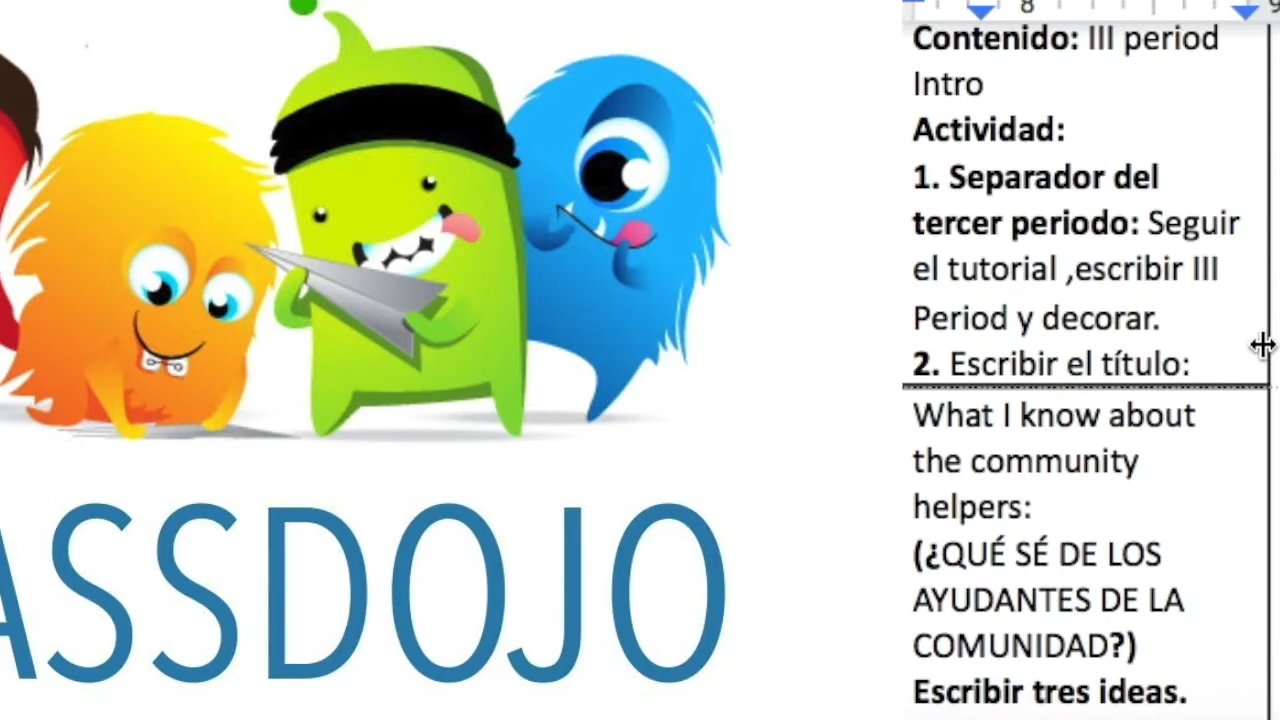 ASSDOJO
8
9
Contenido: III period
Intro
Actividad:
1. Separador del
tercer periodo: Seguir
el tutorial ,escribir III
Period y decorar.
2. Escribir el título:
What I know about
the community
helpers:
(¿QUÉ SÉ DE LOS
AYUDANTES DE LA
COMUNIDAD?)
Escribir tres ideas.